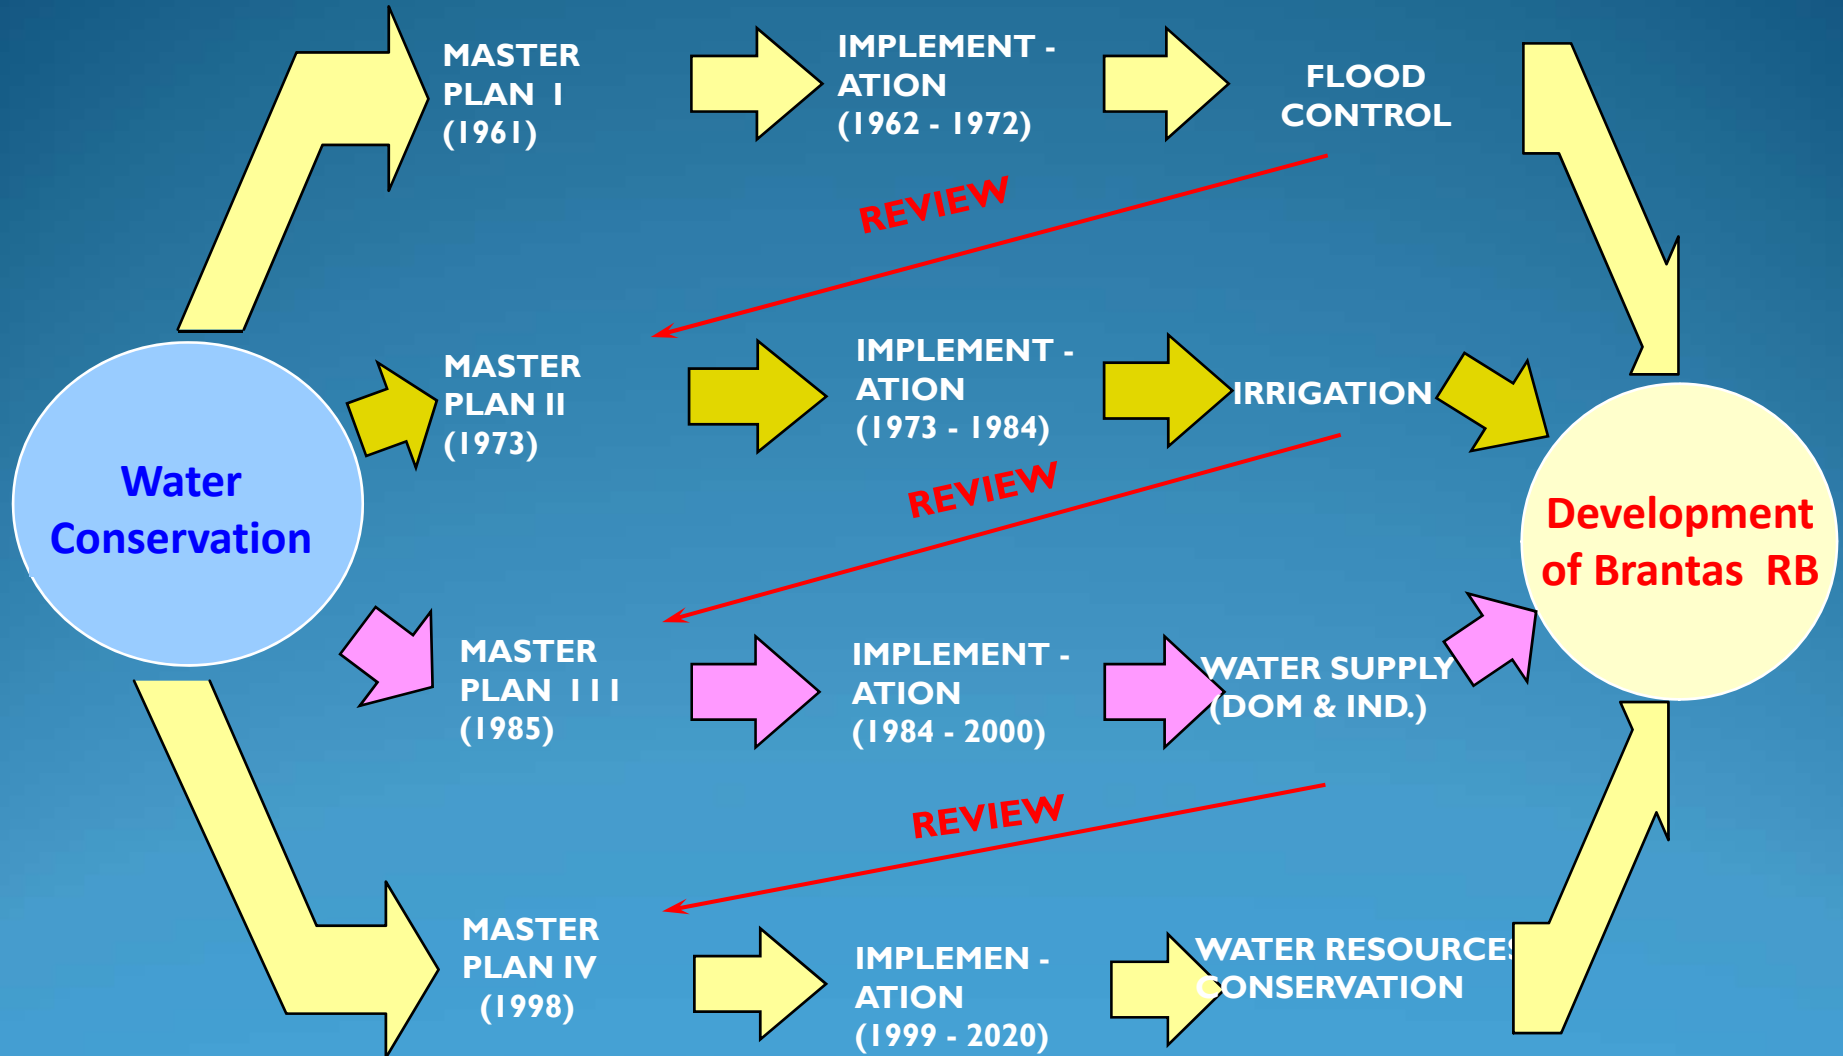 MASTER
PLAN I
(1961)
IMPLEMENT -
ATION
(1962 - 1972)
FLOOD
CONTROL
REVIEW
MASTER
PLAN II
(1973)
IMPLEMENT -
ATION
(1973 - 1984)
IRRIGATION
Water
Conservation
REVIEW
Development
of Brantas RB
MASTER
PLAN III
(1985)
IMPLEMENT -
ATION
(1984 - 2000)
WATER SUPPLY
(DOM & IND.)
REVIEW
MASTER
PLAN IV
(1998)
IMPLEMEN -
ATION
(1999 - 2020)
WATER RESOURCES
CONSERVATION